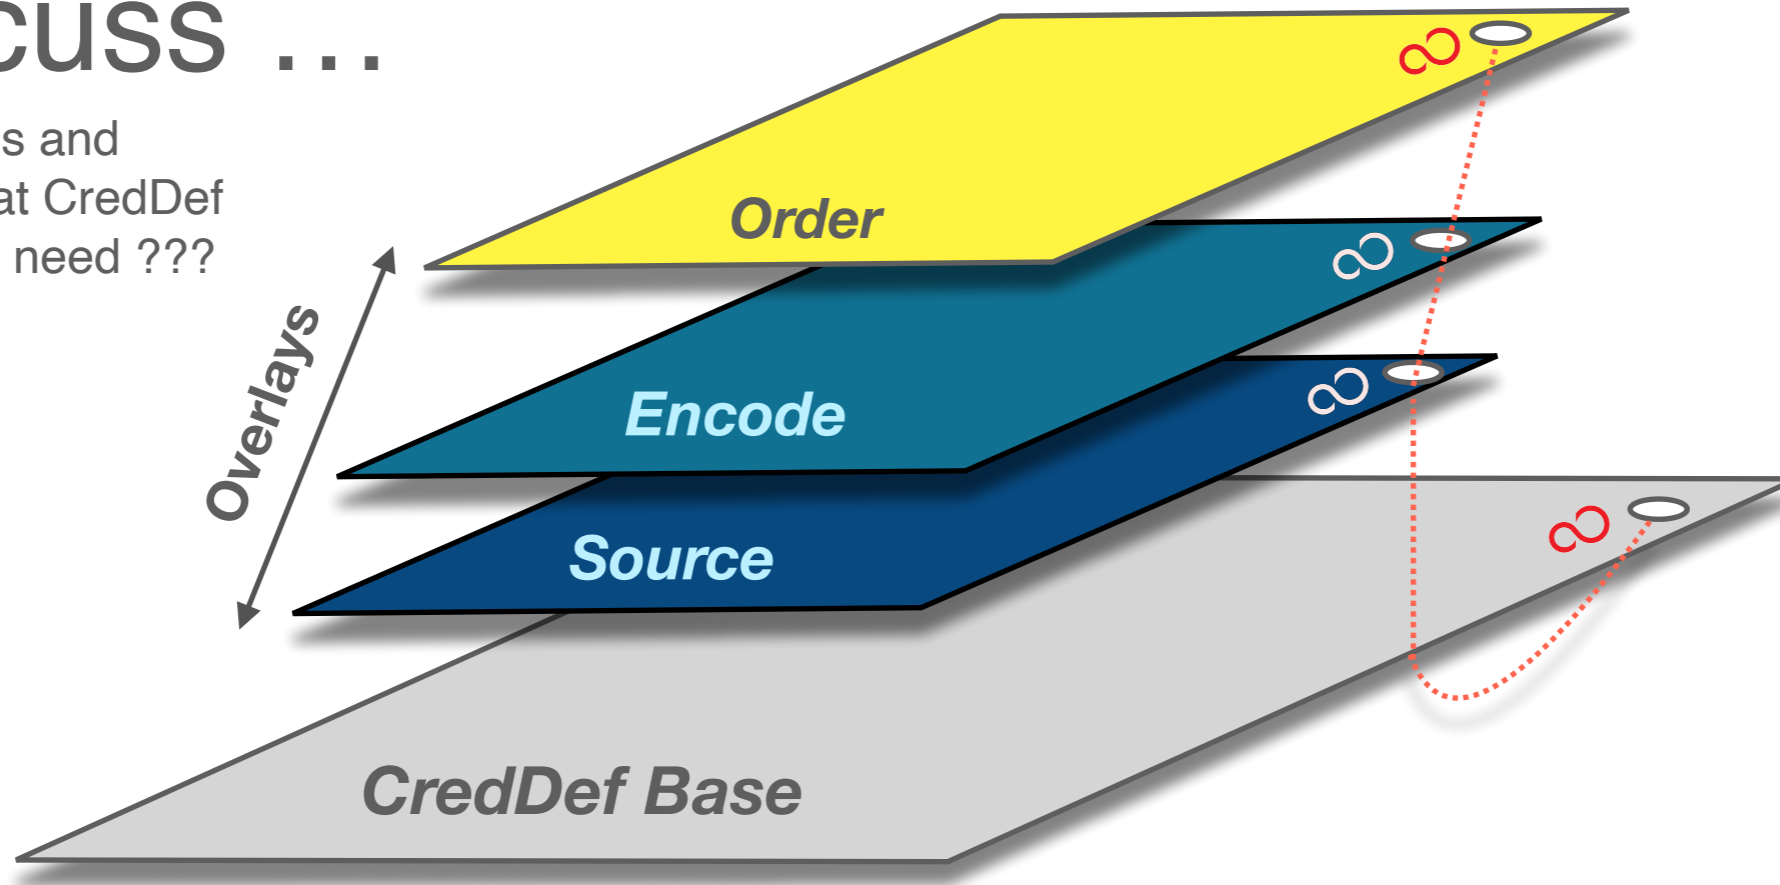 cuss ...
s and
at CredDef
need ???
Overlays
Order
∞
Encode
∞
Source
∞
CredDef Base
∞